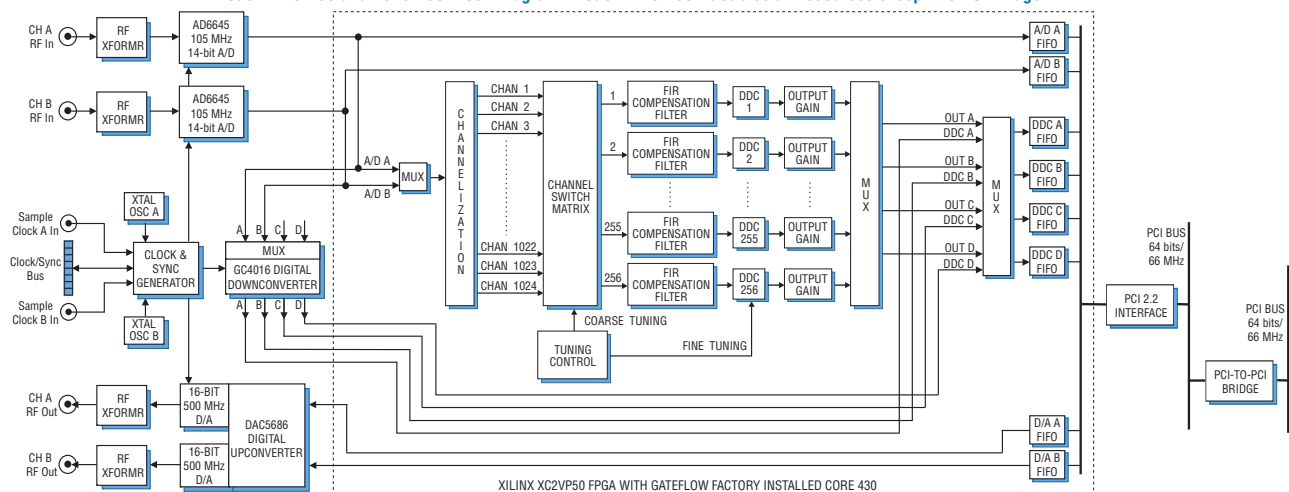 CH A
RF In
RF
XFORMR
AD6645
105 MHz
14-bit A/D
CH B
RF In
RF
XFORMR
AD6645
105 MHz
14-bit A/D
Sample
Clock A In
Clock/Sync
Bus
Sample
Clock B In
XTAL
OSC A
CLOCK &
SYNC
GENERATOR
XTAL
OSC B
A
B
C
D
MUX
GC4016 DIGITAL
DOWNCONVERTER
A
B
C
D
A/D A
A/D B
MUX
CHANNELIZATION
CHAN 1
CHAN 2
CHAN 3
CHAN 1022
CHAN 1023
CHAN 1024
CHANNEL
SWITCH
MATRIX
1
2
255
256
FIR
COMPENSATION
FILTER
FIR
COMPENSATION
FILTER
FIR
COMPENSATION
FILTER
FIR
COMPENSATION
FILTER
DDC
1
DDC
2
DDC
255
DDC
256
OUTPUT
GAIN
OUTPUT
GAIN
OUTPUT
GAIN
OUTPUT
GAIN
MUX
COARSE TUNING
TUNING
CONTROL
FINE TUNING
OUT A
DDC A
OUT B
DDC B
OUT C
DDC C
OUT D
DDC D
MUX
A/D A
FIFO
A/D B
FIFO
DDC A
FIFO
DDC B
FIFO
DDC C
FIFO
DDC D
FIFO
D/A A
FIFO
D/A B
FIFO
PCI 2.2
INTERFACE
PCI BUS
64 bits/
66 MHz
PCI-TO-PCI
BRIDGE
PCI BUS
64 bits/
66 MHz
CH A
RF Out
RF
XFORMR
16-BIT
500 MHz
D/A
CH B
RF Out
RF
XFORMR
16-BIT
500 MHz
D/A
DAC5686
DIGITAL
UPCONVERTER
XILINX XC2VP50 FPGA WITH GATEFLOW FACTORY INSTALLED CORE 430